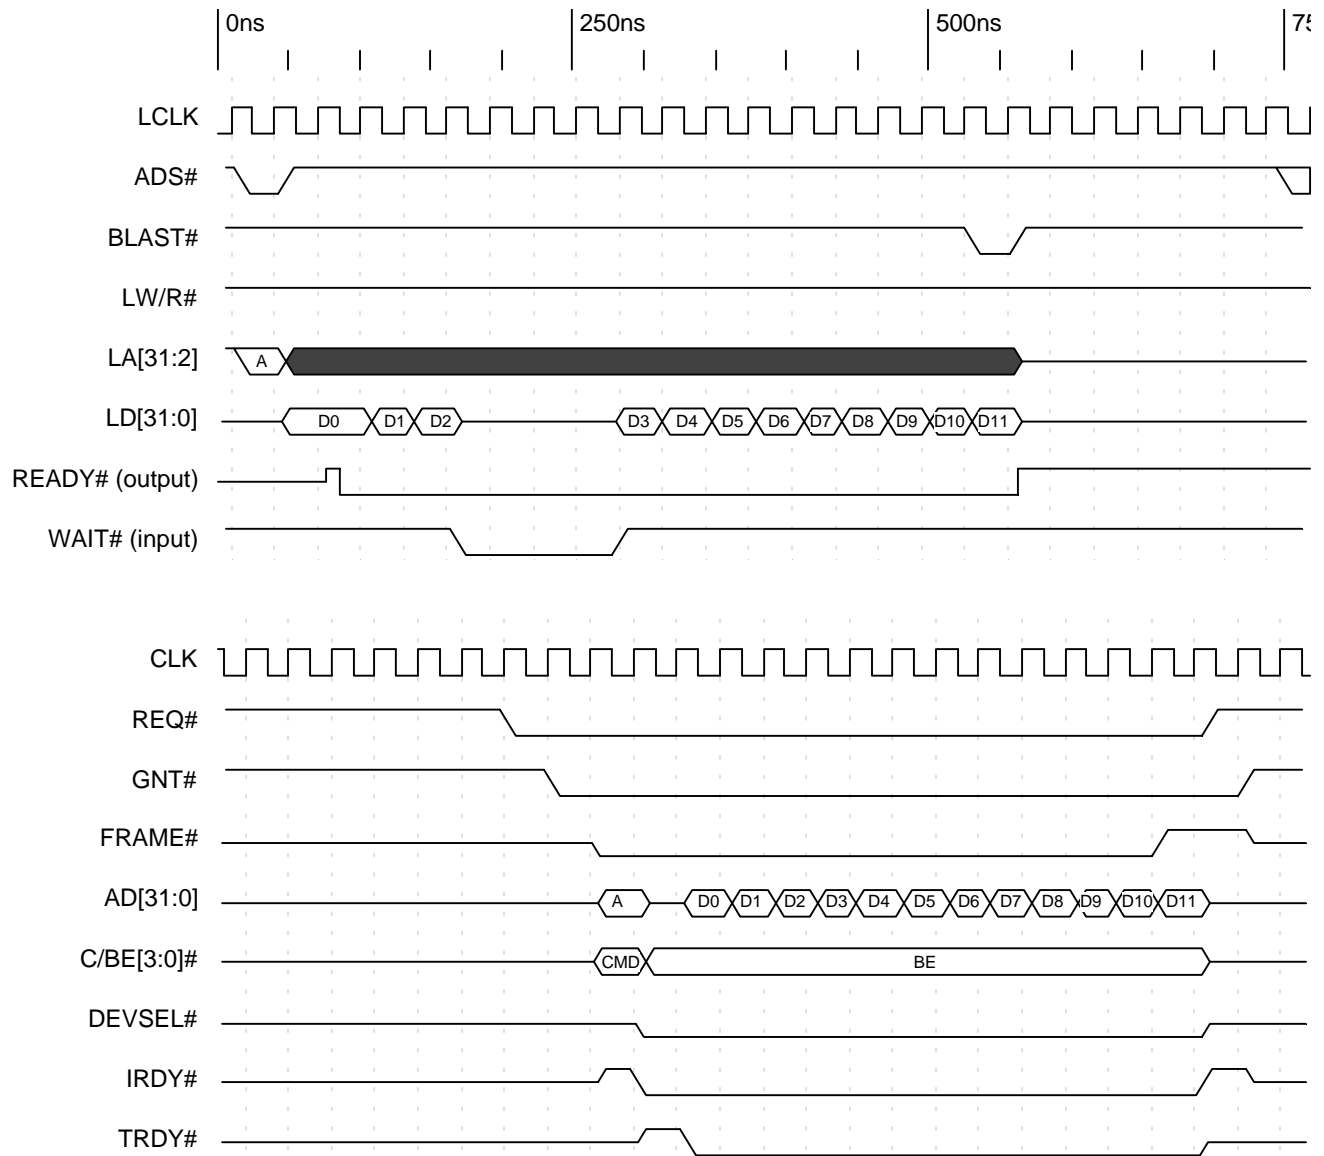 0ns 250ns 500ns 75
LCLK
ADS#
BLAST#
LW/R#
LA[31:2] A
LD[31:0] D0 D1 D2 D3 D4 D5 D6 D7 D8 D9 D10 D11
READY# (output)
WAIT# (input)
CLK
REQ#
GNT#
FRAME#
AD[31:0] A D0 D1 D2 D3 D4 D5 D6 D7 D8 D9 D10 D11
C/BE[3:0]# CMD BE
DEVSEL#
IRDY#
TRDY#